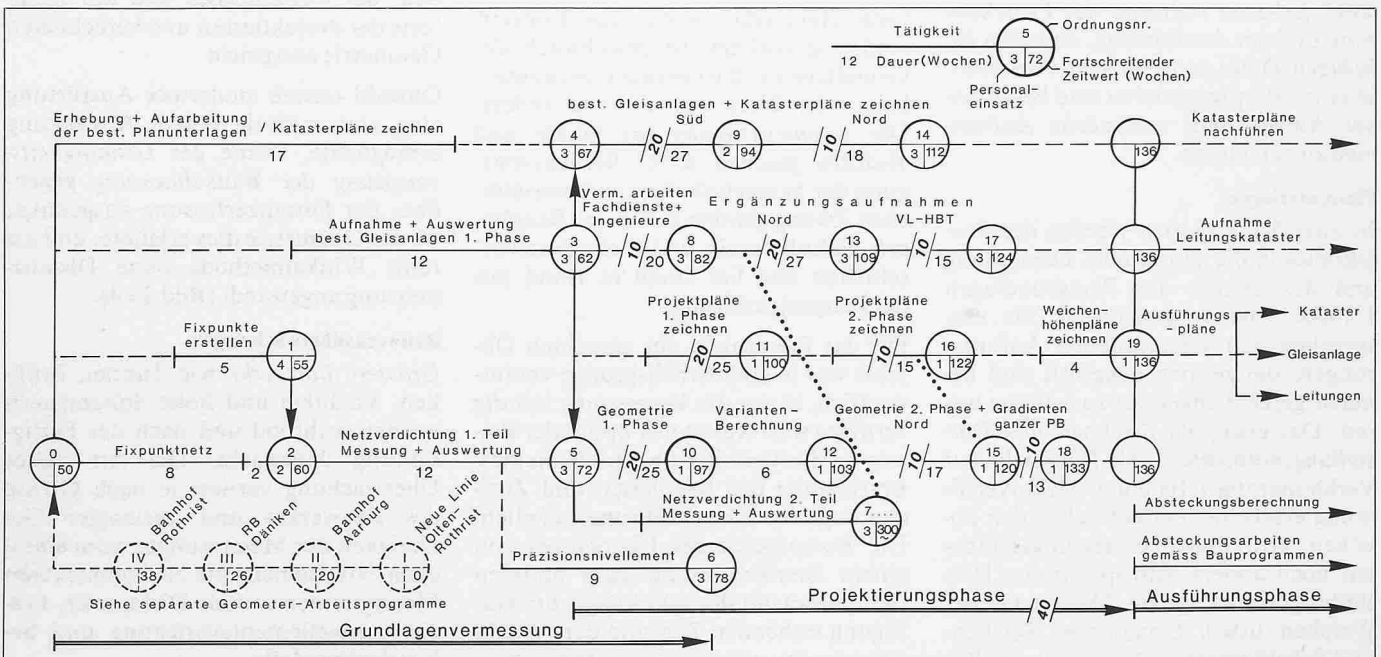 Tätigkeit
5
Ordnungsnr.
12 Dauer (Wochen)
3 72
Fortschreitender
Zeitwert (Wochen)
Personal-
einsatz
Erhebung + Aufarbeitung
der best. Planunterlagen / Katasterpläne zeichnen
17
4
3 67
best. Gleisanlagen + Katasterpläne zeichnen
Süd
Nord
20
27
9
2 94
10
18
14
3 112
136
Katasterpläne
nachführen
Aufnahme + Auswertung
best. Gleisanlagen 1. Phase
12
3
3 62
Verm. arbeiten
Fachdienste+
Ingenieure
10
20
8
3 82
Ergänzungsaufnahmen
Nord
VL-HBT
20
27
13
3 109
10
15
17
3 124
136
Aufnahme
Leitungskataster
Fixpunkte
erstellen
5
1
4 55
Projektpläne
1. Phase
zeichnen
20
25
11
1 100
Projektpläne
2. Phase
zeichnen
10
15
16
1 122
Weichen-
höhenpläne
zeichnen
4
19
1 136
Ausführungs-
pläne
Kataster
Gleisanlage
Leitungen
0
50
Fixpunktnetz
8
2
2
2 60
Netzverdichtung 1. Teil
Messung + Auswertung
12
5
3 72
Geometrie
1. Phase
20
25
10
1 97
Varianten-
Berechnung
6
12
1 103
Geometrie 2. Phase + Gradienten
Nord
ganzer PB
10
17
15
1 120
10
13
18
1 133
136
Absteckungsberechnung
Netzverdichtung 2. Teil
Messung + Auswertung
7
3 ~300
IV
38
Bahnhof
Rothrist
III
26
GB
Däniken
II
20
Bahnhof
Aarburg
I
0
Neue Linie
Olten-
Rothrist
Präzisionsnivellement
9
6
3 78
Absteckungsarbeiten
gemäss Bauprogramme
Siehe separate Geometer-Arbeitsprogramme
Projektierungsphase
40
Ausführungsphase
Grundlagenvermessung